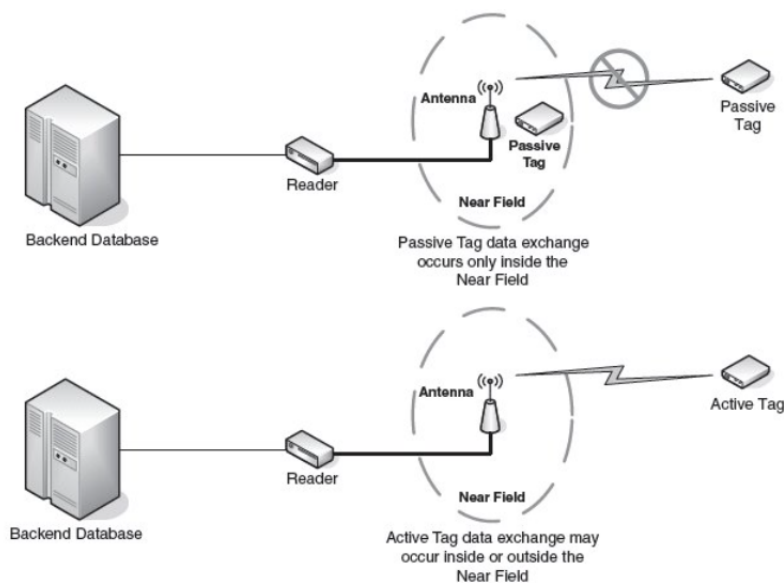 Antenna
Passive
Tag
Passive
Tag
Reader
Near Field
Backend Database
Passive Tag data exchange
occurs only inside the
Near Field
Antenna
Active Tag
Reader
Near Field
Backend Database
Active Tag data exchange may
occur inside or outside the
Near Field